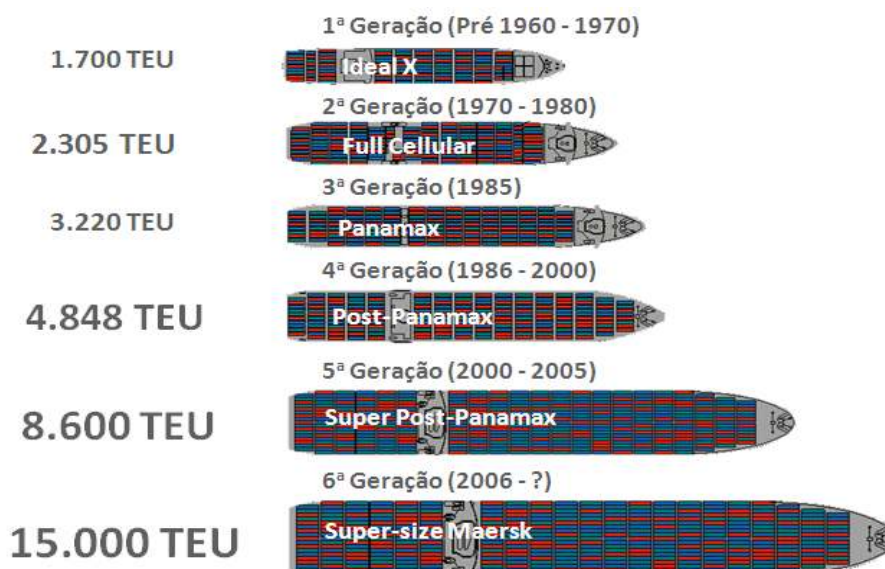 1ª Geração (Pré 1960 - 1970)
1.700 TEU
Ideal X
2ª Geração (1970 - 1980)
2.305 TEU
Full Cellular
3ª Geração (1985)
3.220 TEU
Panamax
4ª Geração (1986 - 2000)
4.848 TEU
Post-Panamax
5ª Geração (2000 - 2005)
8.600 TEU
Super Post-Panamax
6ª Geração (2006 - ?)
15.000 TEU
Super-size Maersk